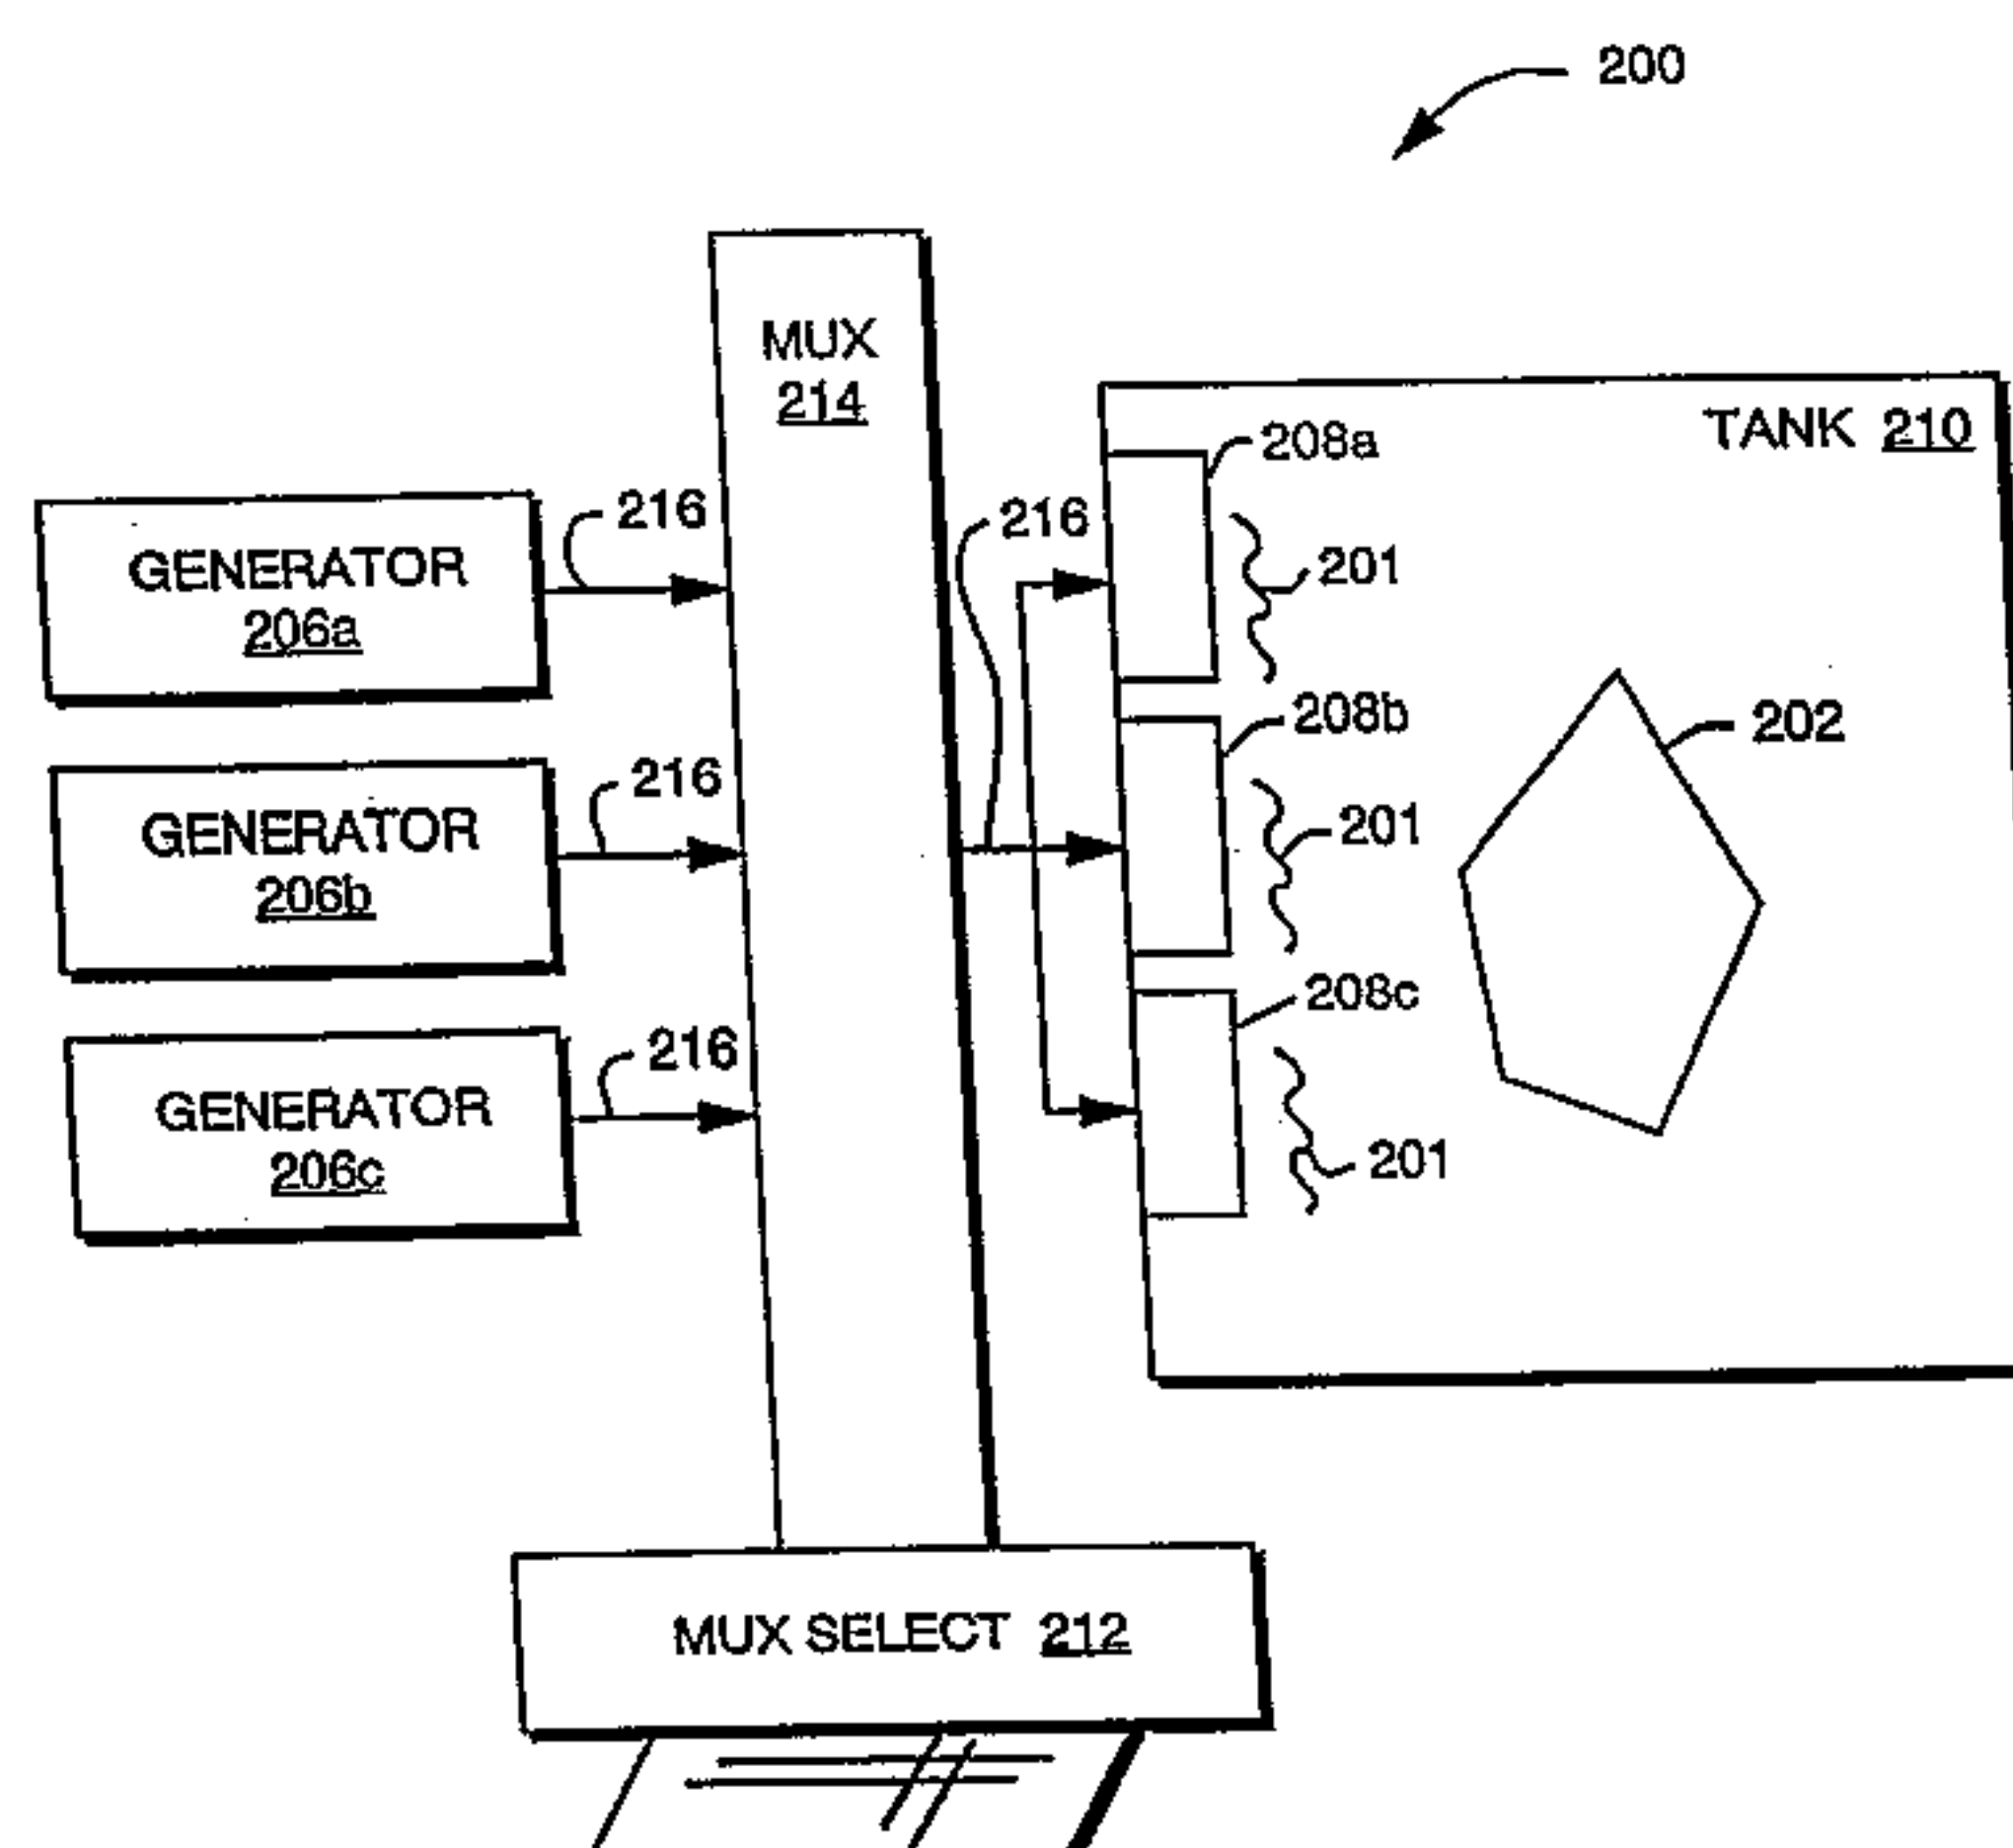 200
MUX
214
TANK 210
208a
216
216
201
GENERATOR
206a
208b
202
216
201
GENERATOR
206b
208c
216
201
GENERATOR
206c
MUX SELECT 212